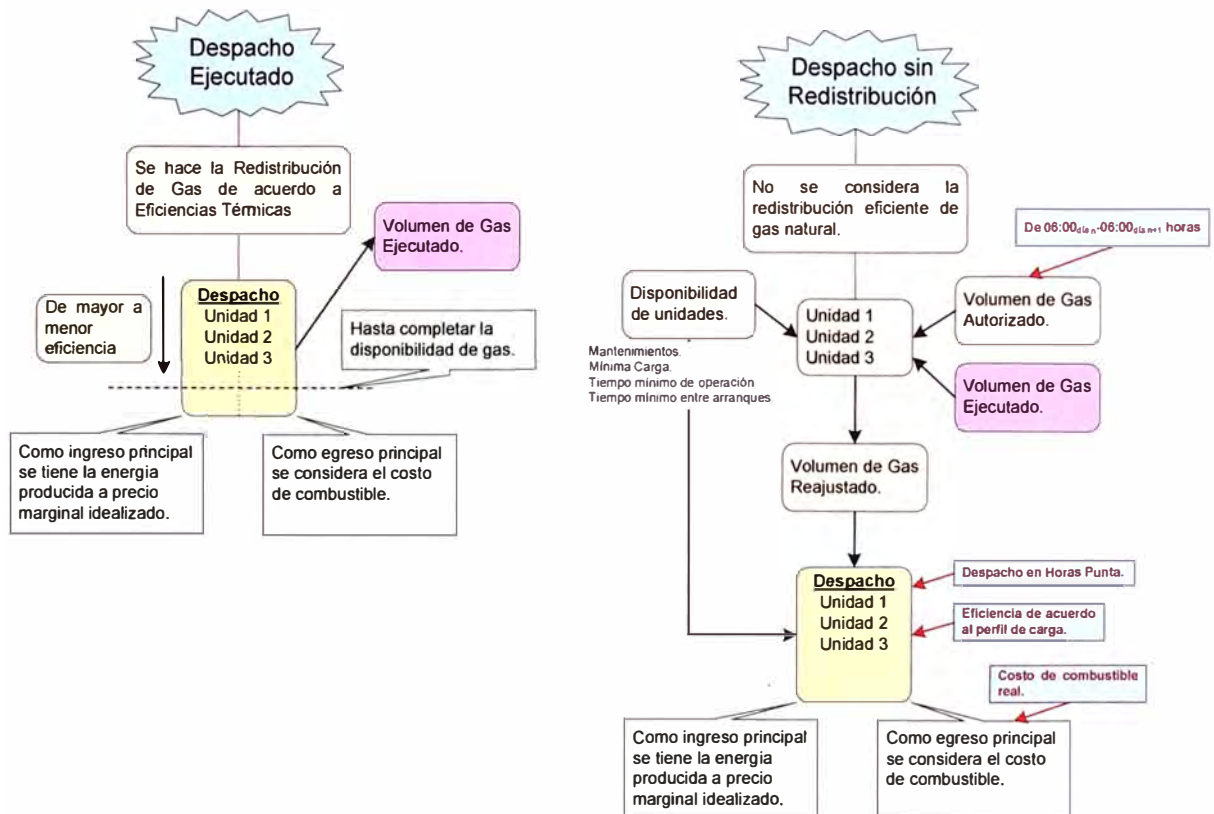 Despacho
Ejecutado
Se hace la Redistribución
de Gas de acuerdo a
Eficiencias Térmicas
Volumen de Gas
Ejecutado.
De mayor a
menor
eficiencia
Despacho
Unidad 1
Unidad 2
Unidad 3
Hasta completar la
disponibilidad de gas.
Como ingreso principal
se tiene la energia
producida a precio
marginal idealizado.
Como egreso principal
se considera el costo
de combustible.
Despacho sin
Redistribución
No se considera la
redistribución eficiente de
gas natural.
De 06:00día n-06:00día n+1 horas
Disponibilidad
de unidades.
Unidad 1
Unidad 2
Unidad 3
Volumen de Gas
Autorizado.
Mantenimientos.
Mínima Carga.
Tiempo mínimo de operación
Tiempo mínimo entre arranques
Volumen de Gas
Ejecutado.
Volumen de Gas
Reajustado.
Despacho
Unidad 1
Unidad 2
Unidad 3
Despacho en Horas Punta.
Eficiencia de acuerdo
al perfil de carga.
Costo de combustible
real.
Como ingreso principal
se tiene la energia
producida a precio
marginal idealizado.
Como egreso principal
se considera el costo
de combustible.